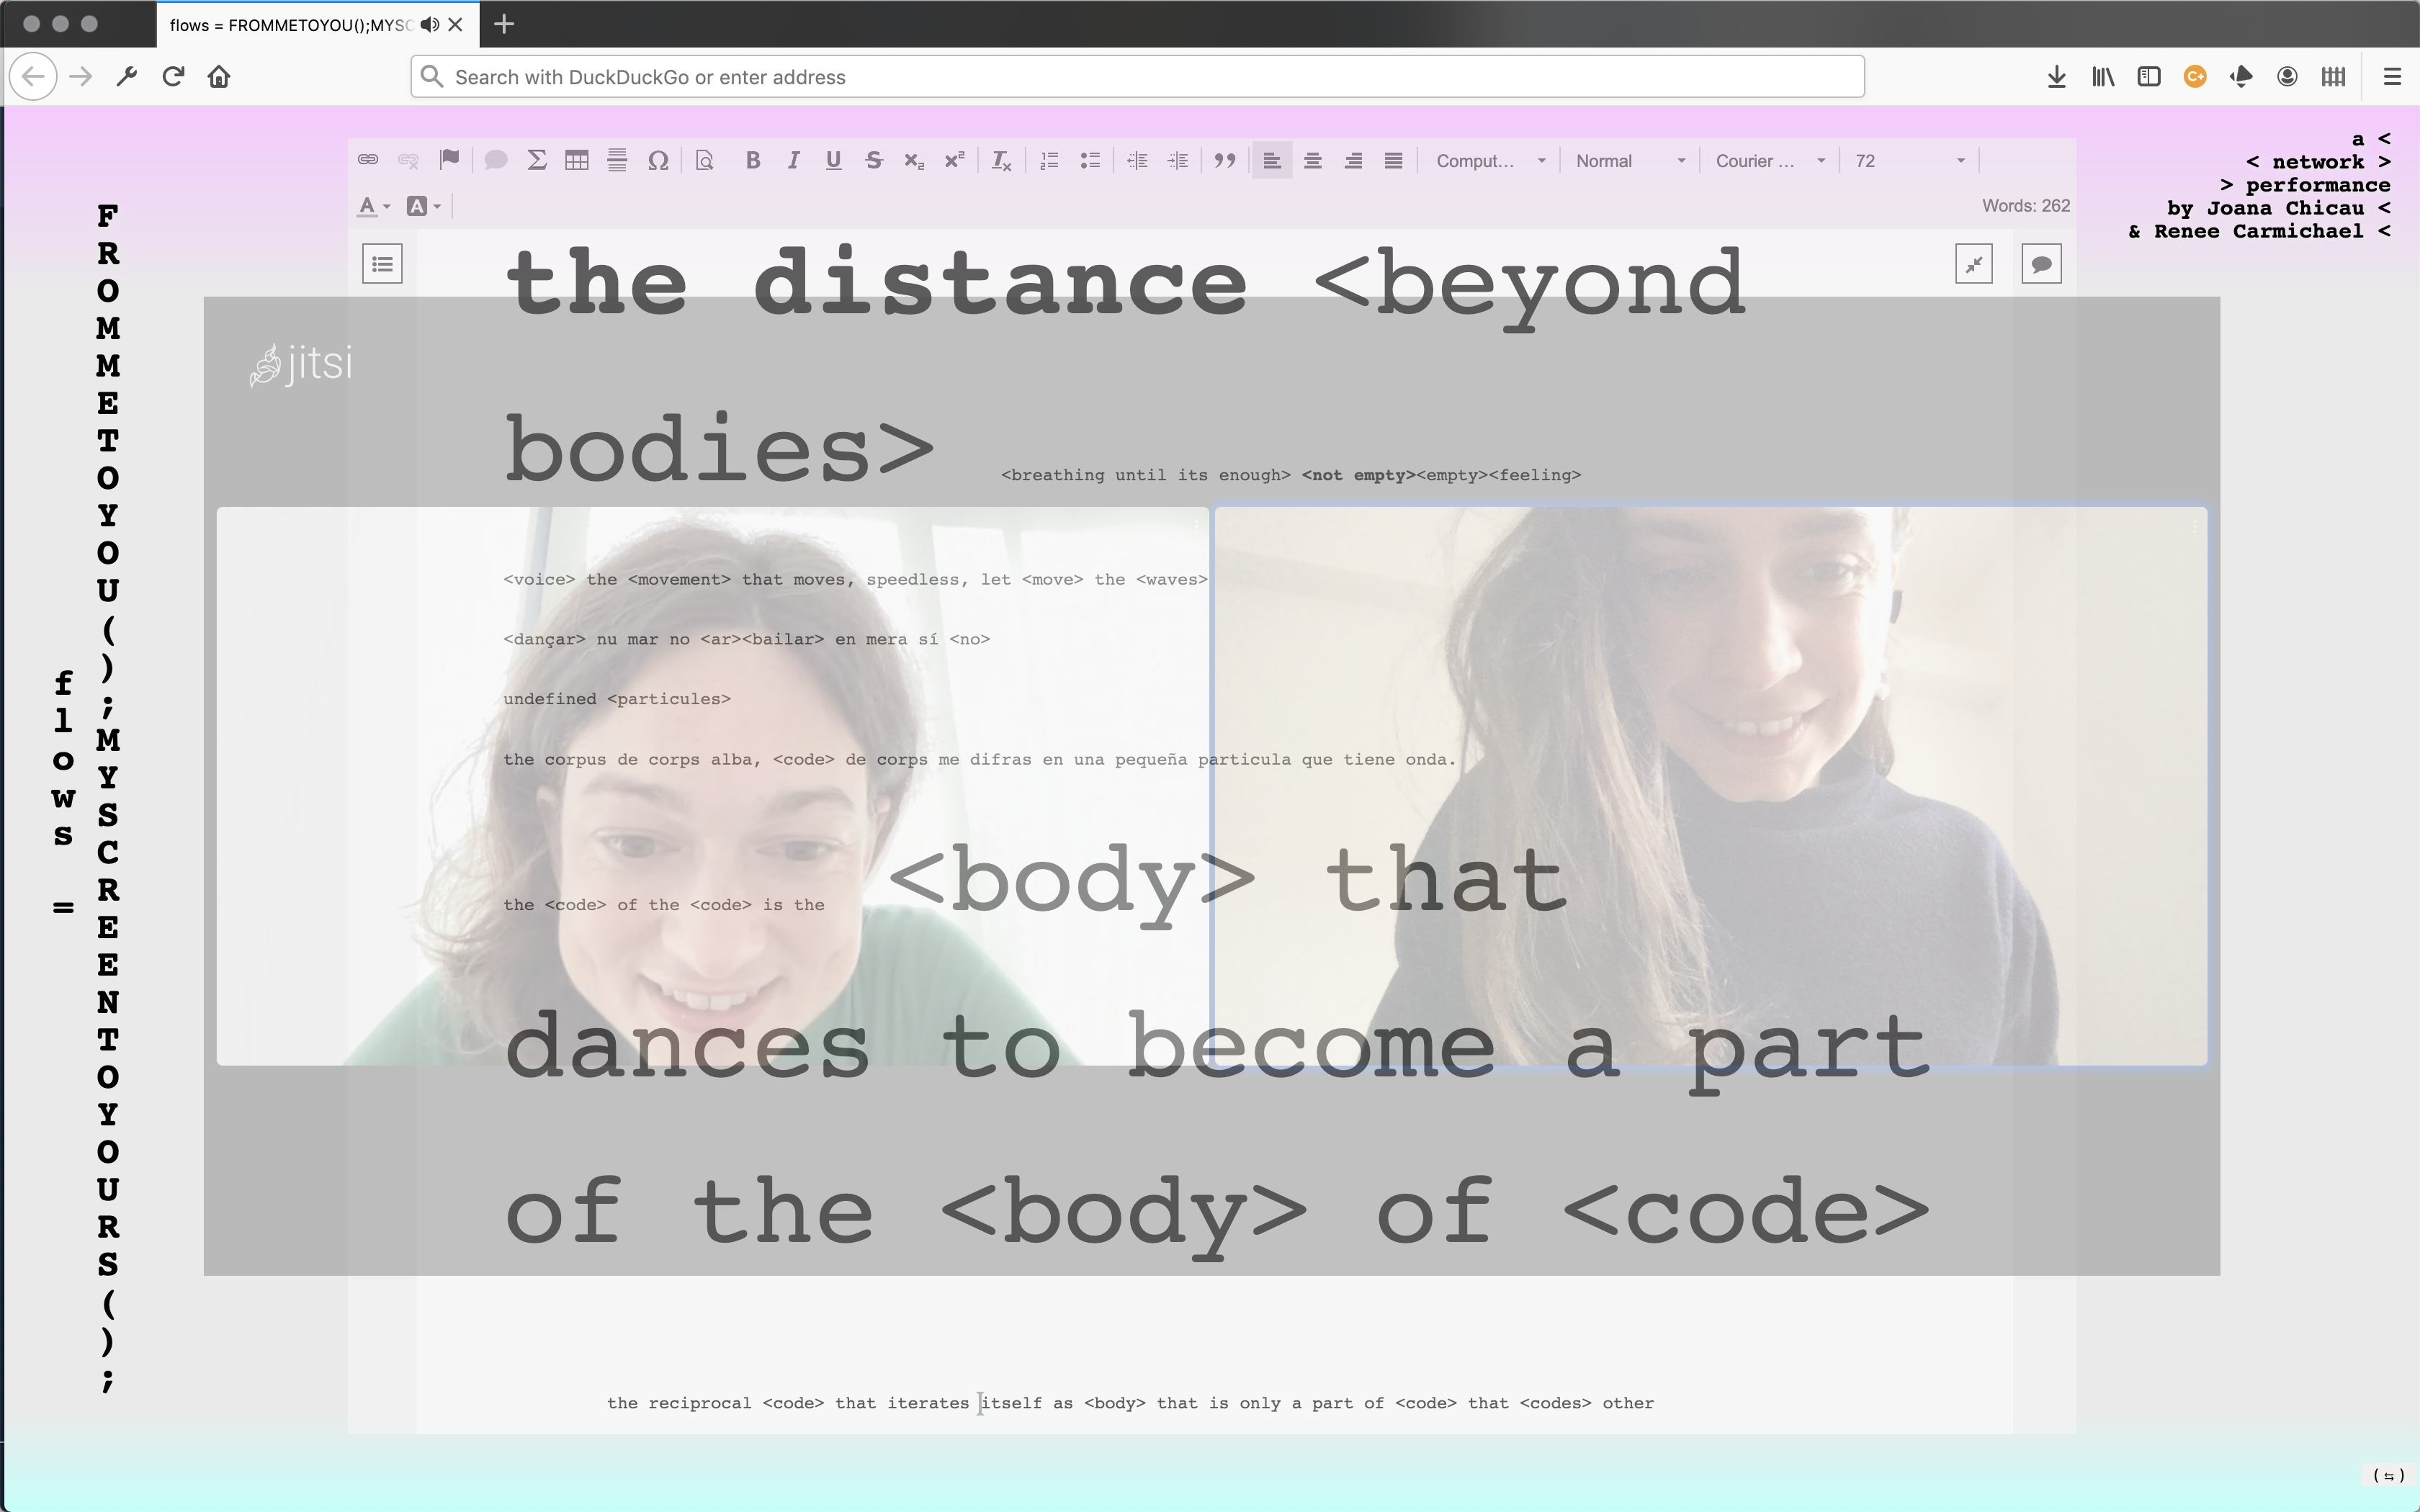 flows = FROMMETOYOU();MYSC
Search with DuckDuckGo or enter address
a <
< network >
> performance
by Joana Chicau <
& Renee Carmichael <
Comput...
Normal
Courier ...
72
Words: 262
FROMMETOYOU();MYSCREENTOYOURS();
flows =
the distance <beyond
jitsi
bodies>
<breathing until its enough> <not empty><empty><feeling>
<voice> the <movement> that moves, speedless, let <move> the <waves>
<dançar> nu mar no <ar><bailar> en mera sí <no>
undefined <particules>
the corpus de corps alba, <code> de corps me difras en una pequeña particula que tiene onda.
the <code> of the <code> is the <body> that
dances to become a part
of the <body> of <code>
the reciprocal <code> that iterates itself as <body> that is only a part of <code> that <codes> other
(⇆)